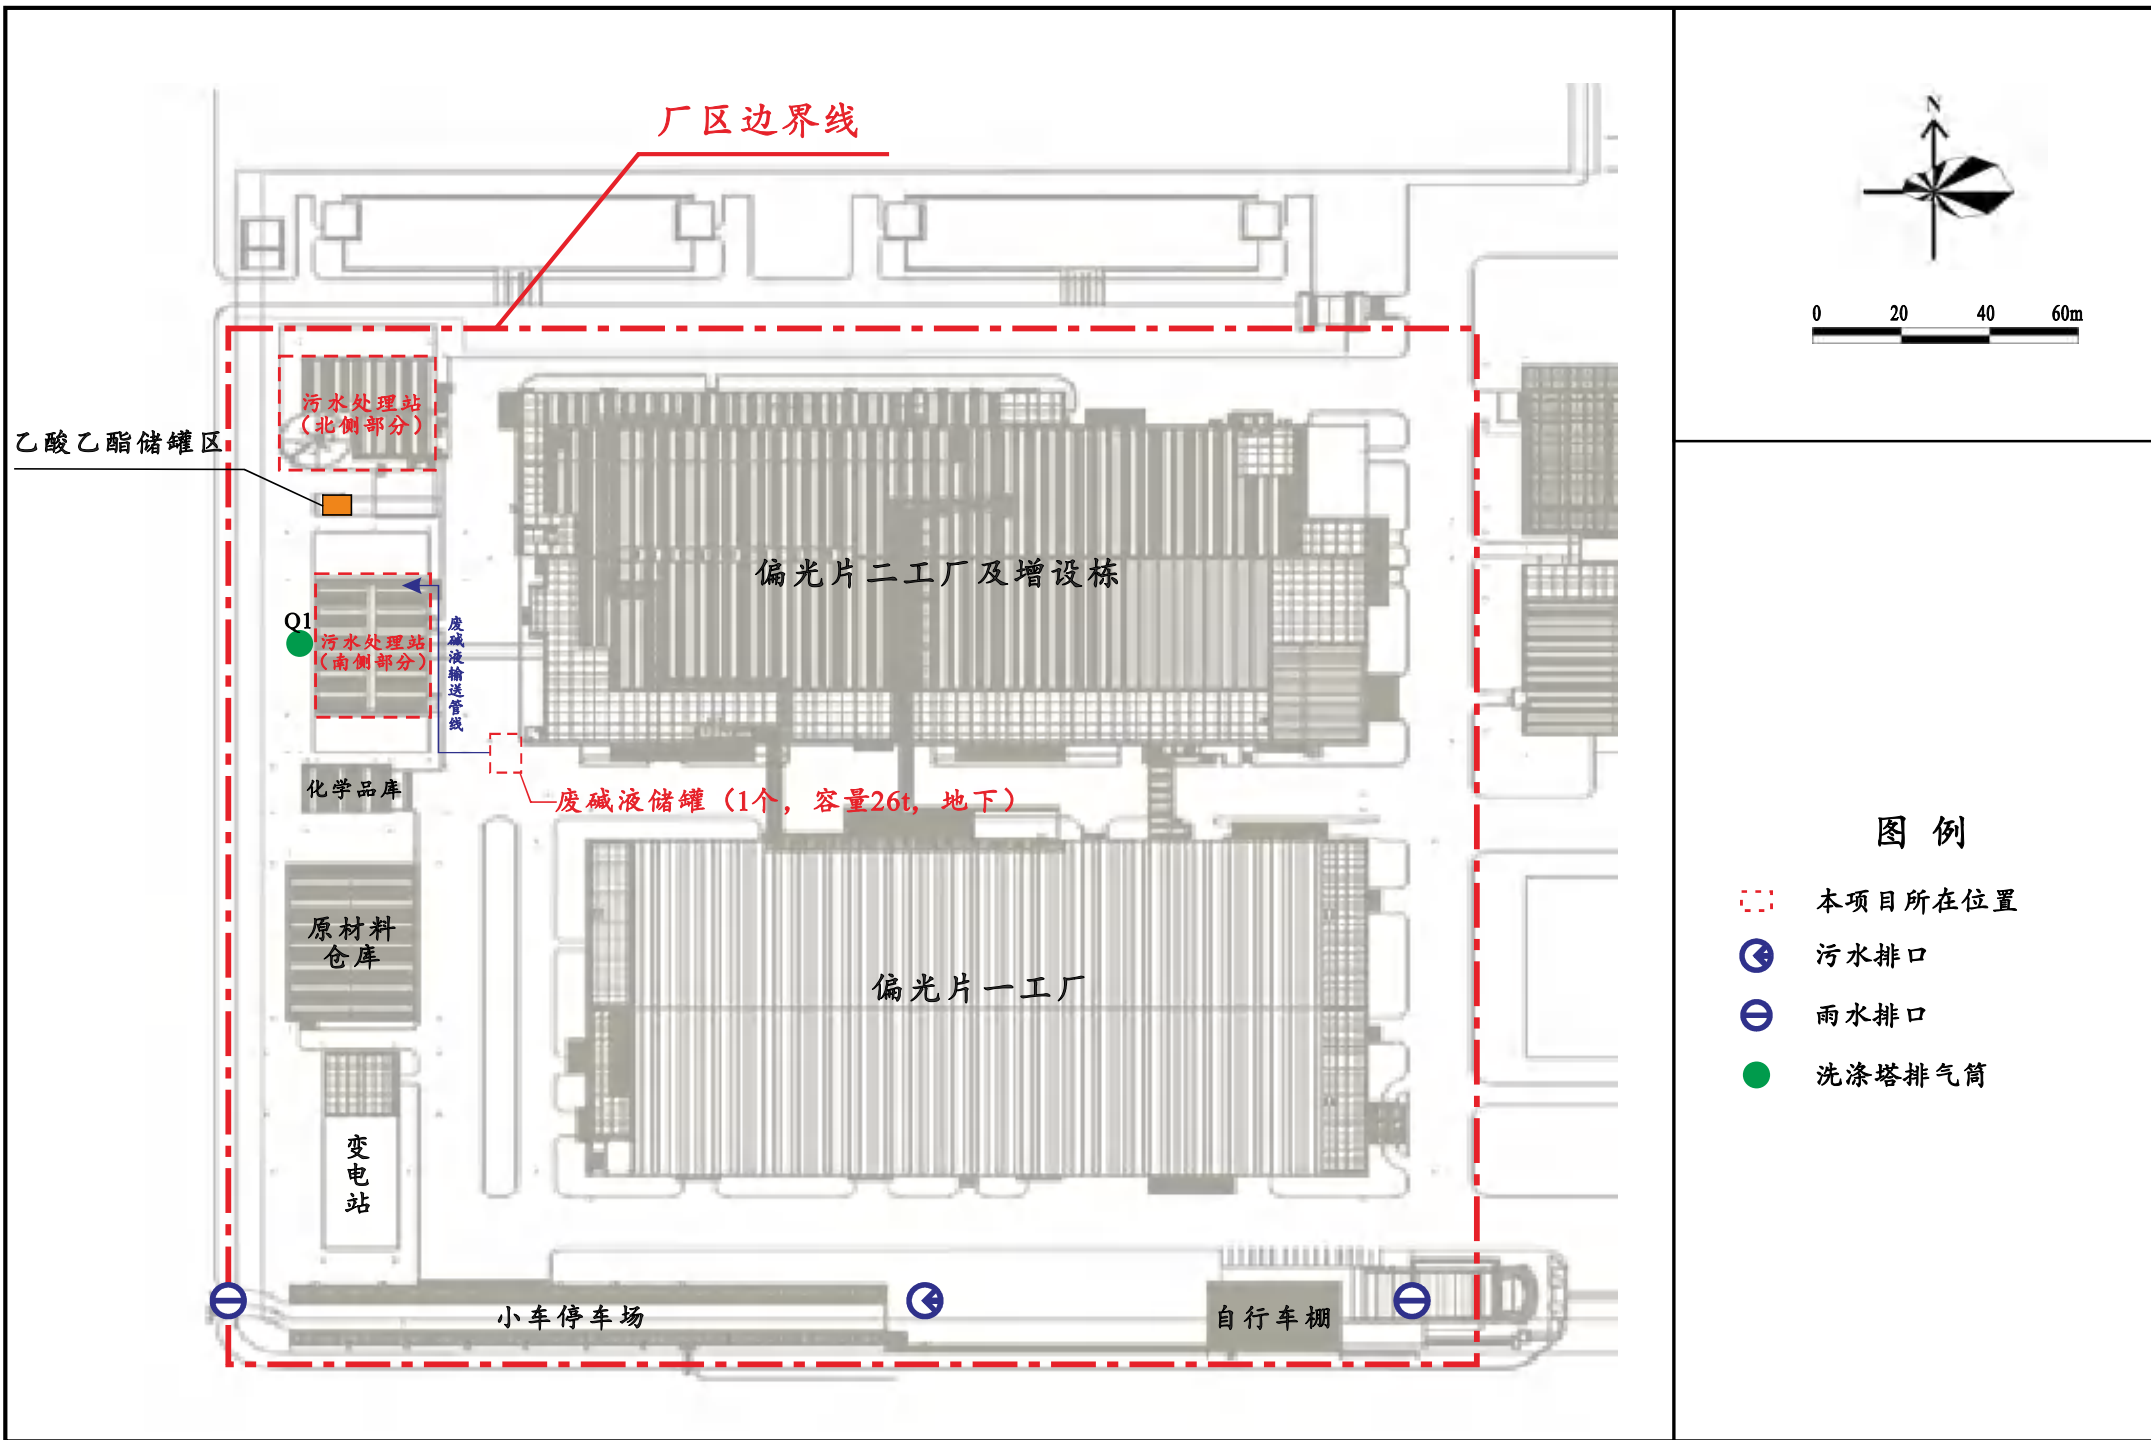 厂区边界线
N
0 20 40 60m
污水处理站
（北侧部分）
乙酸乙酯储罐区
偏光片二工厂及增设栋
Q1
污水处理站
（南侧部分）
废碱液输送管线
化学品库
废碱液储罐（1个，容量26t，地下）
原材料
仓库
偏光片一工厂
变电站
小车停车场
自行车棚
图 例
本项目所在位置
污水排口
雨水排口
洗涤塔排气筒